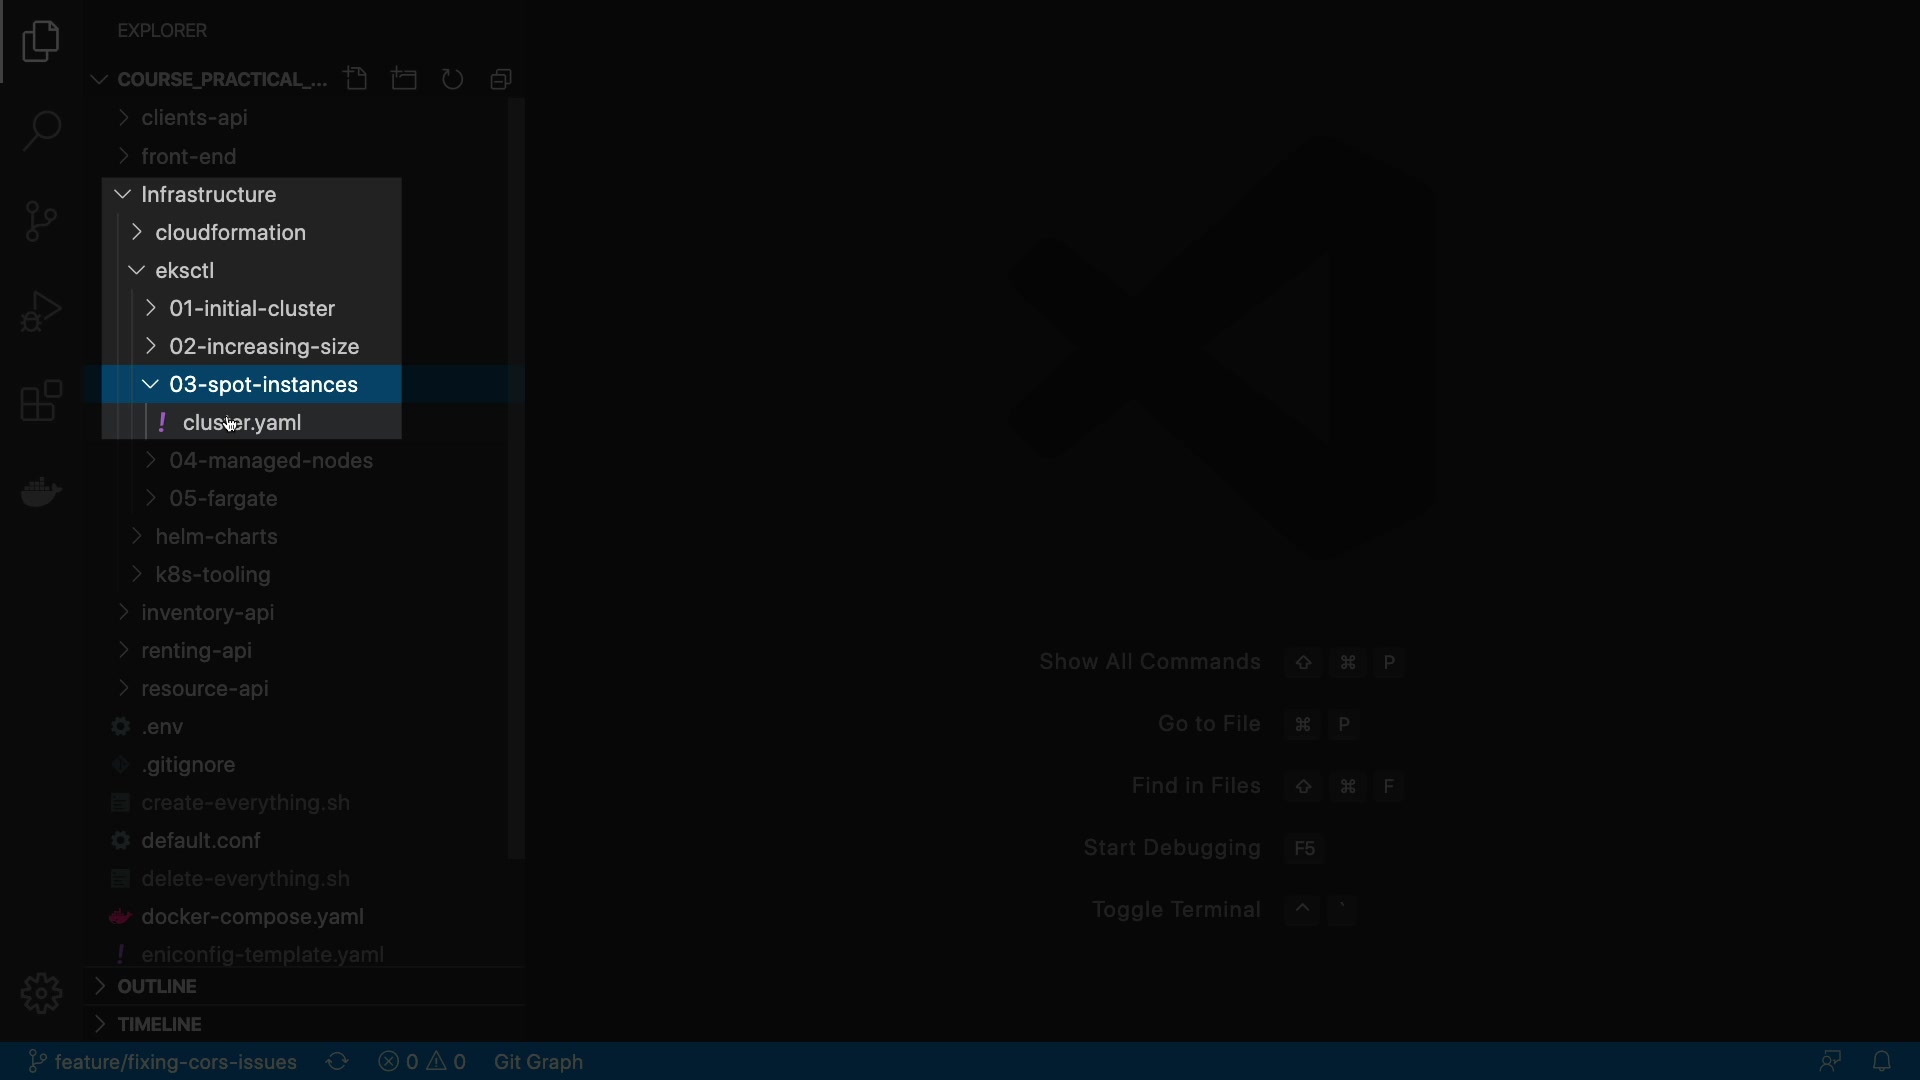 EXPLORER
COURSE_PRACTICAL_...
clients-api
front-end
Infrastructure
cloudformation
eksctl
01-initial-cluster
02-increasing-size
03-spot-instances
! cluster.yaml
04-managed-nodes
05-fargate
helm-charts
k8s-tooling
inventory-api
renting-api
resource-api
.env
.gitignore
create-everything.sh
default.conf
delete-everything.sh
docker-compose.yaml
! eniconfig-template.yaml
OUTLINE
TIMELINE
Show All Commands ⇧ ⌘ P
Go to File ⌘ P
Find in Files ⇧ ⌘ F
Start Debugging F5
Toggle Terminal ^ `
feature/fixing-cors-issues 0 0 Git Graph